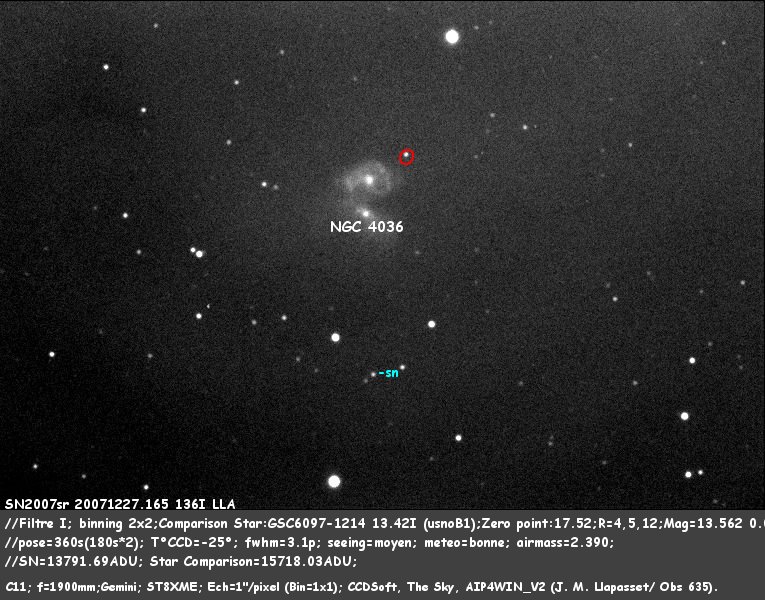 NGC 4036
-sn
SN2007sr 20071227.165 136I LLA
//Filtre I; binning 2x2;Comparison Star:GSC6097-1214 13.42I (usnoB1);Zero point:17.52;R=4,5,12;Mag=13.562 0.
//pose=360s(180s*2); T°CCD=-25°; fwhm=3.1p; seeing=moyen; meteo=bonne; airmass=2.390;
//SN=13791.69ADU; Star Comparison=15718.03ADU;
C11; f=1900mm;Gemini; ST8XME; Ech=1"/pixel (Bin=1x1); CCDSoft, The Sky, AIP4WIN_V2 (J. M. Llapasset/ Obs 635).